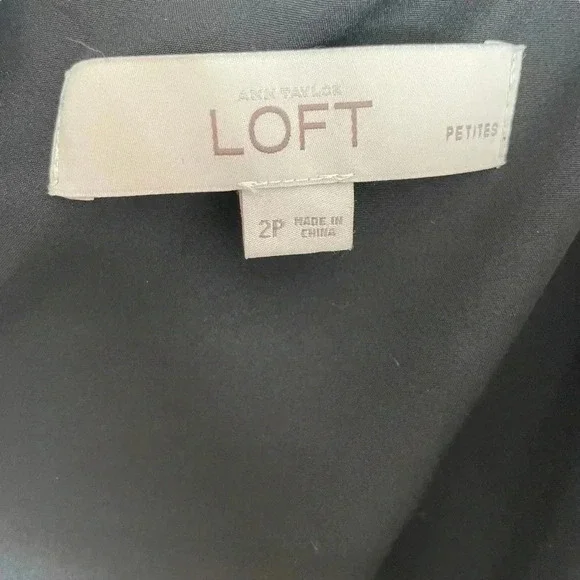 ANN TAYLOR
LOFT
PETITES
2P
MADE IN
CHINA